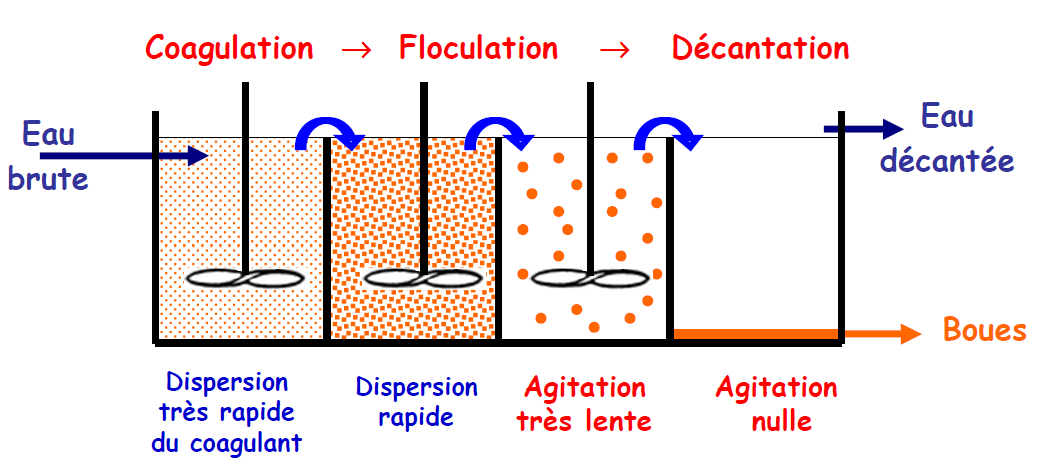 Coagulation → Floculation → Décantation
Eau
brute
Eau
décantée
Boues
Dispersion
très rapide
du coagulant
Dispersion
rapide
Agitation
très lente
Agitation
nulle